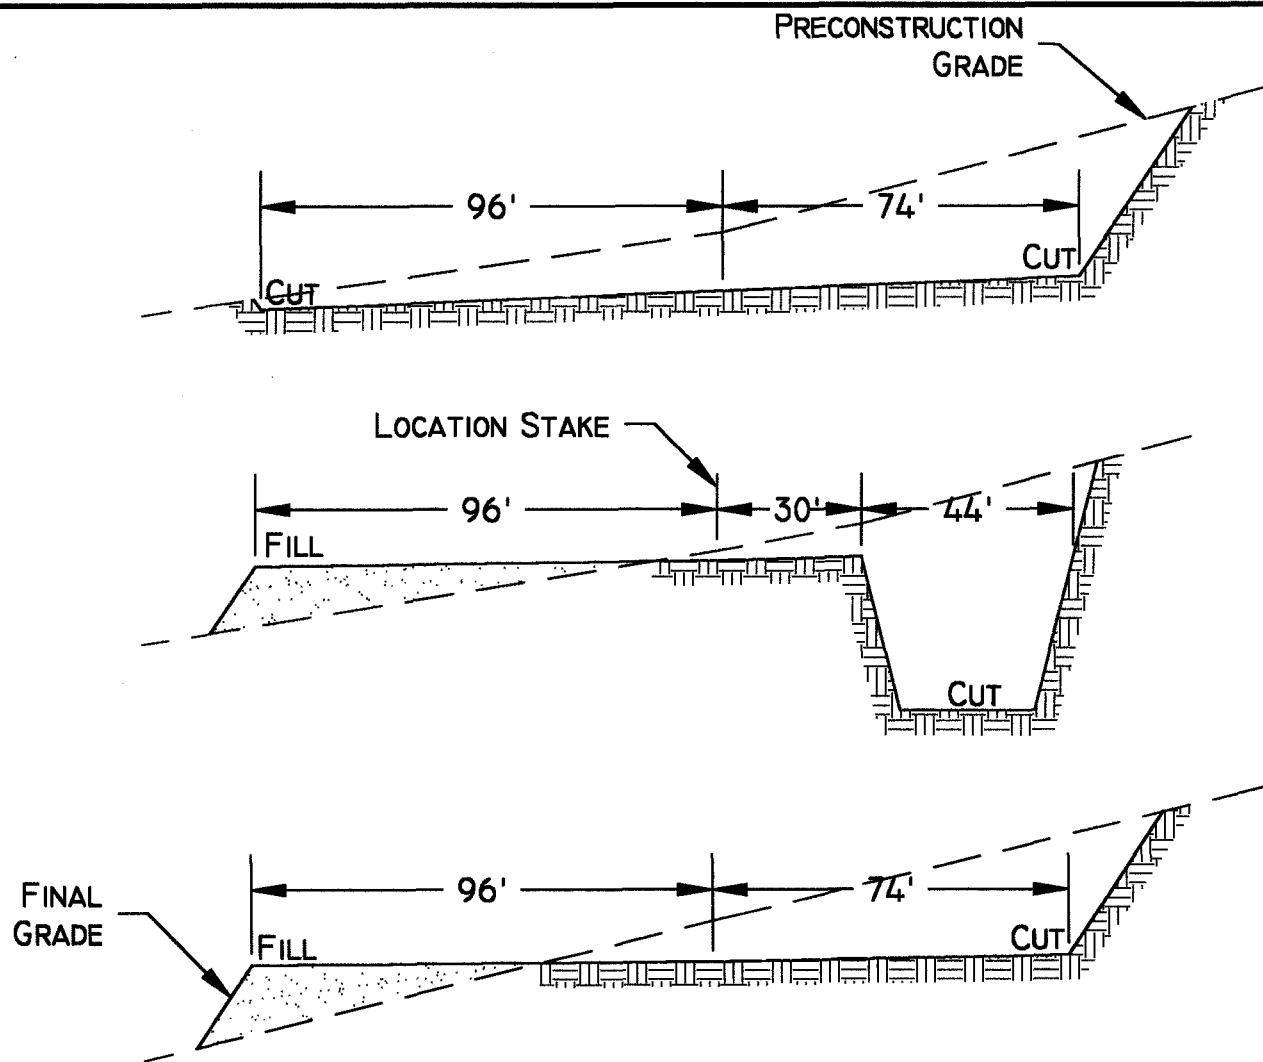 PRECONSTRUCTION
GRADE
96'
74'
CUT
CUT
LOCATION STAKE
96'
30'
44'
FILL
CUT
96'
74'
FINAL
GRADE
FILL
CUT